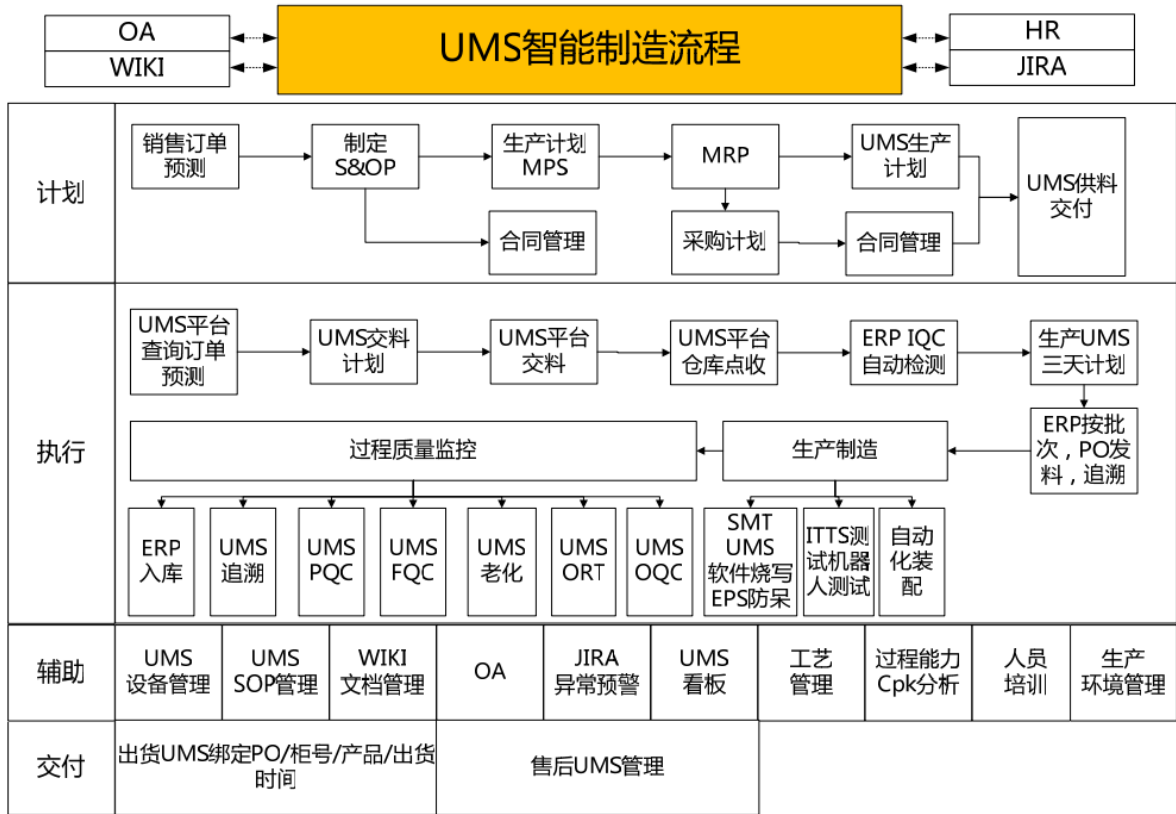 OA
WIKI
UMS智能制造流程
HR
JIRA
计划
销售订单
预测
制定
S&OP
生产计划
MPS
MRP
UMS生产
计划
UMS供料
交付
合同管理
采购计划
合同管理
执行
UMS平台
查询订单
预测
UMS交料
计划
UMS平台
交料
UMS平台
仓库点收
ERP IQC
自动检测
生产UMS
三天计划
过程质量监控
生产制造
ERP按批
次，PO发
料，追溯
ERP
入库
UMS
追溯
UMS
PQC
UMS
FQC
UMS
老化
UMS
ORT
UMS
OQC
SMT
UMS
软件烧写
EPS防呆
ITTS测
试机器
人测试
自动
化装
配
辅助
UMS
设备管理
UMS
SOP管理
WIKI
文档管理
OA
JIRA
异常预警
UMS
看板
工艺
管理
过程能力
Cpk分析
人员
培训
生产
环境管理
交付
出货UMS绑定PO/柜号/产品/出货
时间
售后UMS管理